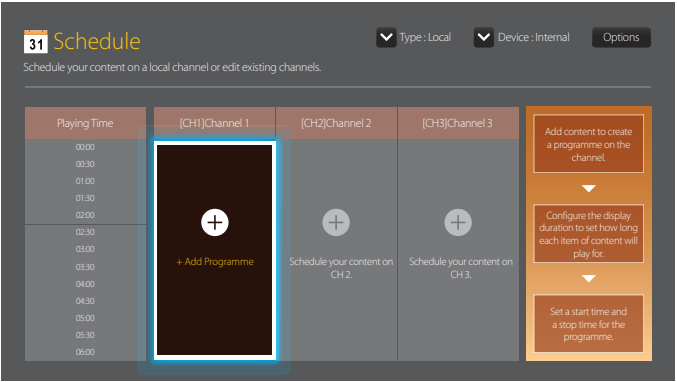 31 Schedule
Type : Local
Device : Internal
Options
Schedule your content on a local channel or edit existing channels.
Playing Time
[CH1]Channel 1
[CH2]Channel 2
[CH3]Channel 3
00:00
00:30
01:00
01:30
02:00
02:30
03:00
03:30
04:00
04:30
05:00
05:30
06:00
+ Add Programme
Schedule your content on
CH 2.
Schedule your content on
CH 3.
Add content to create
a programme on the
channel.
Configure the display
duration to set how long
each item of content will
play for.
Set a start time and
a stop time for the
programme.